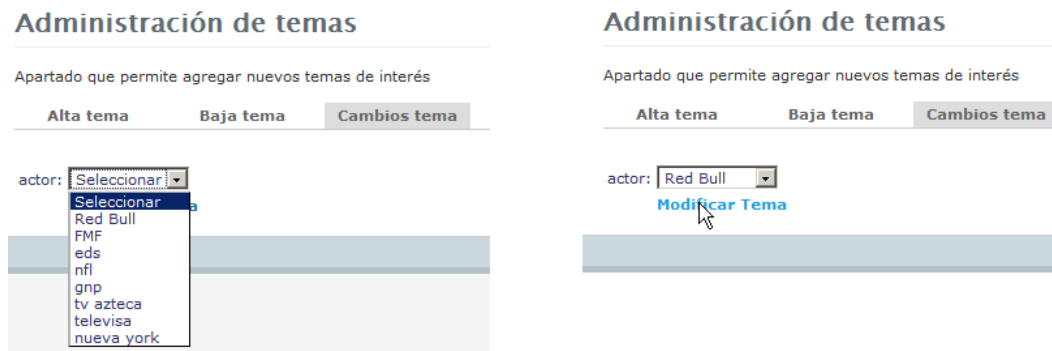 Administración de temas
Apartado que permite agregar nuevos temas de interés
Alta tema Baja tema Cambios tema
actor: Seleccionar
Seleccionar
Red Bull
FMF
eds
nfl
gnp
tv azteca
televisa
nueva york
a
Administración de temas
Apartado que permite agregar nuevos temas de interés
Alta tema Baja tema Cambios tema
actor: Red Bull
Modificar Tema